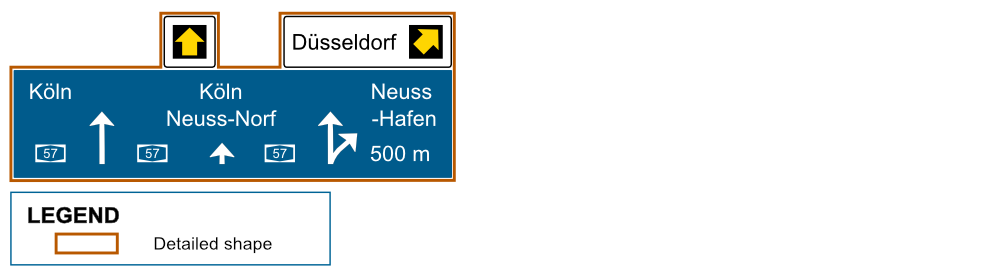 Düsseldorf
Köln Köln Neuss
Neuss-Norf -Hafen
57 57 57 500 m
LEGEND
Detailed shape